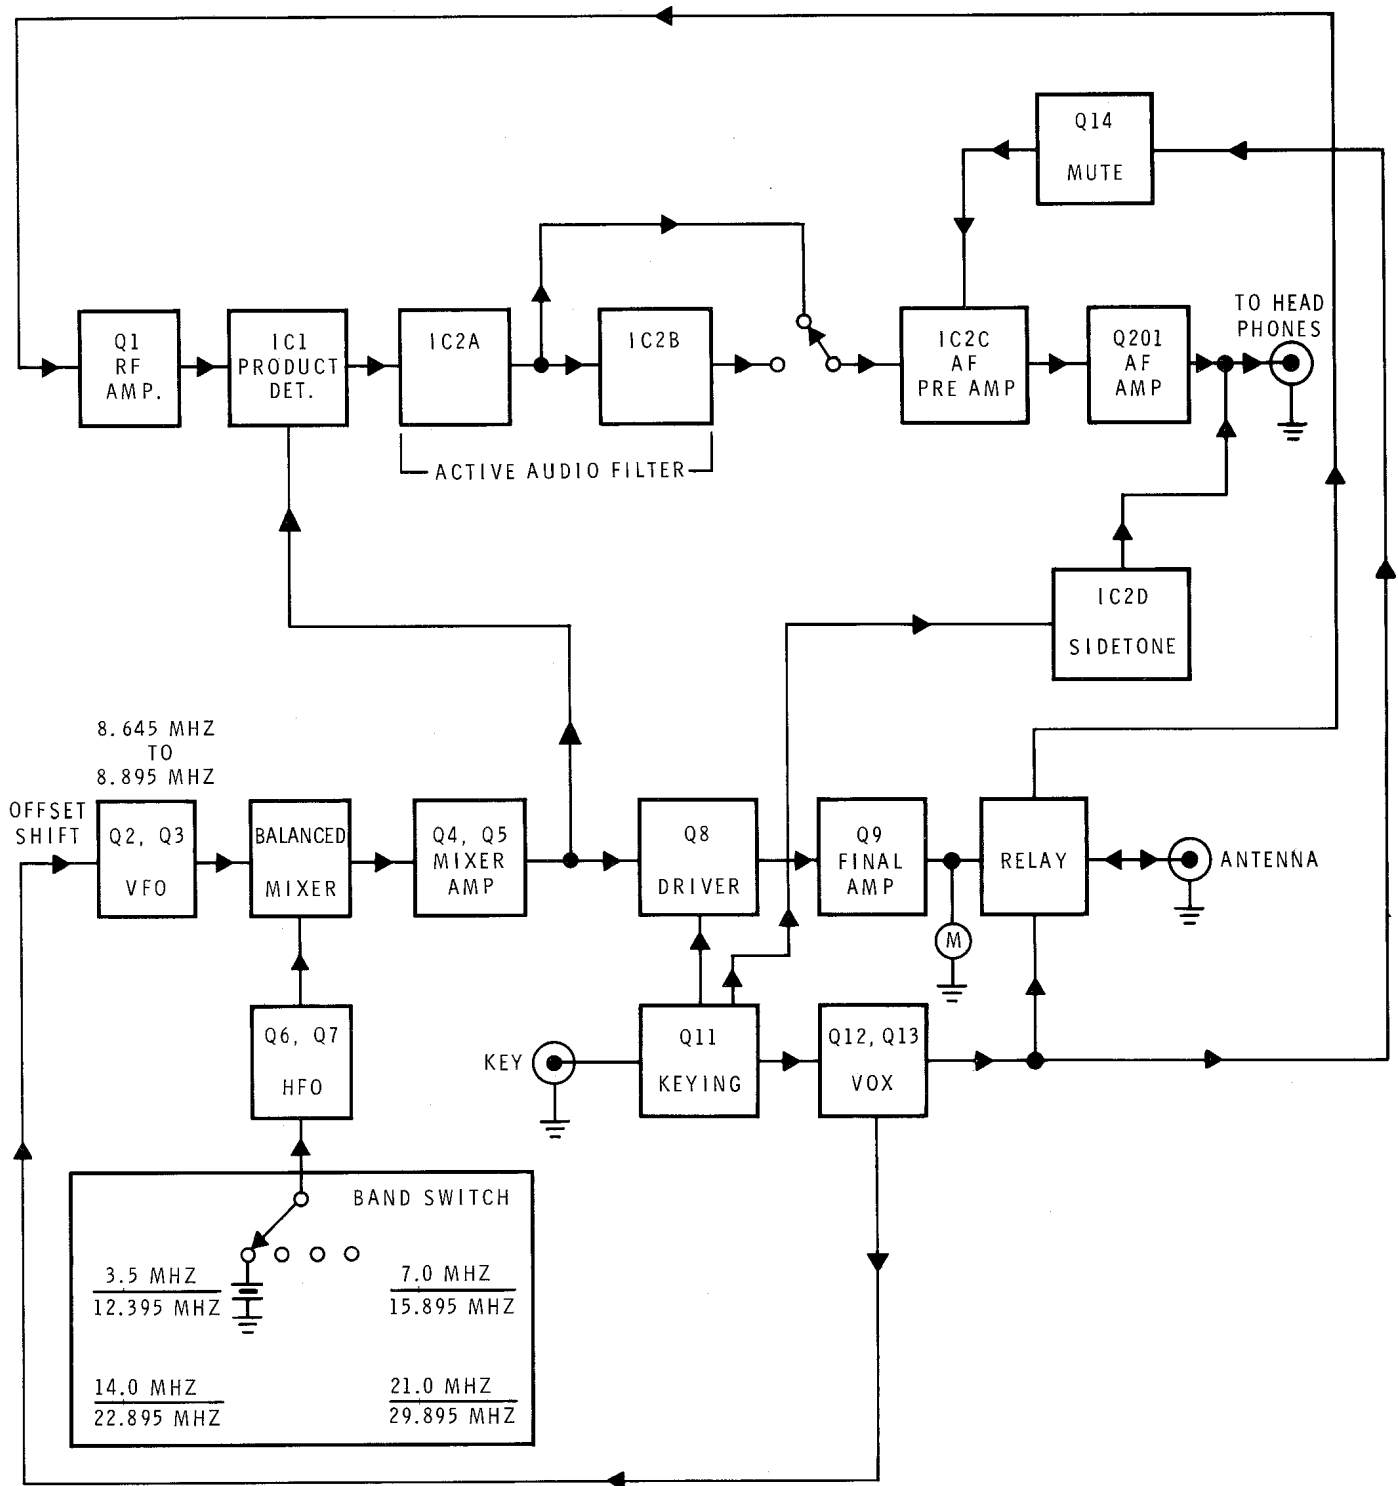 Q14
MUTE
TO HEAD
PHONES
Q1
RF
AMP.
IC1
PRODUCT
DET.
IC2A
IC2B
IC2C
AF
PRE AMP
Q201
AF
AMP
ACTIVE AUDIO FILTER
IC2D
SIDETONE
8.645 MHZ
TO
8.895 MHZ
OFFSET
SHIFT
Q2, Q3
VFO
BALANCED
MIXER
Q4, Q5
MIXER
AMP
Q8
DRIVER
Q9
FINAL
AMP
RELAY
ANTENNA
M
Q6, Q7
HFO
KEY
Q11
KEYING
Q12, Q13
VOX
BAND SWITCH
3.5 MHZ
12.395 MHZ
7.0 MHZ
15.895 MHZ
14.0 MHZ
22.895 MHZ
21.0 MHZ
29.895 MHZ